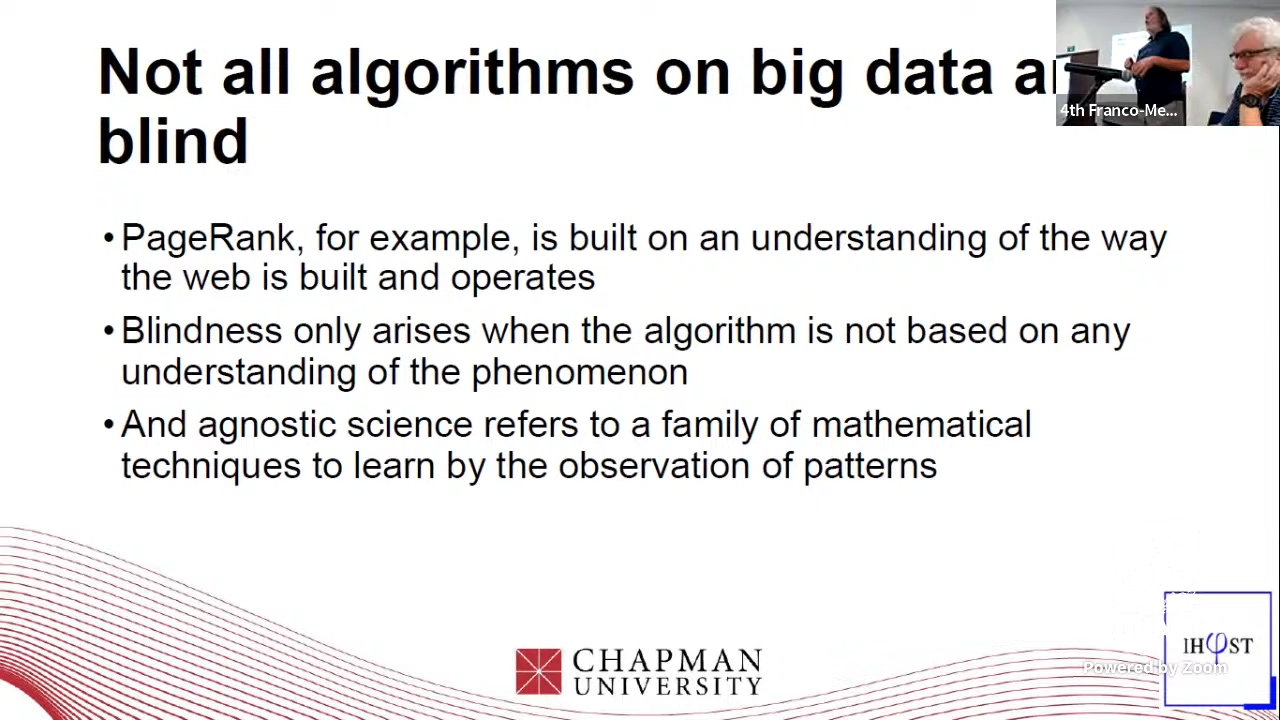 Not all algorithms on big data ar
blind
4th Franco-Me...
• PageRank, for example, is built on an understanding of the way
the web is built and operates
• Blindness only arises when the algorithm is not based on any
understanding of the phenomenon
• And agnostic science refers to a family of mathematical
techniques to learn by the observation of patterns
CHAPMAN
UNIVERSITY
IHφST
Powered by Zoom